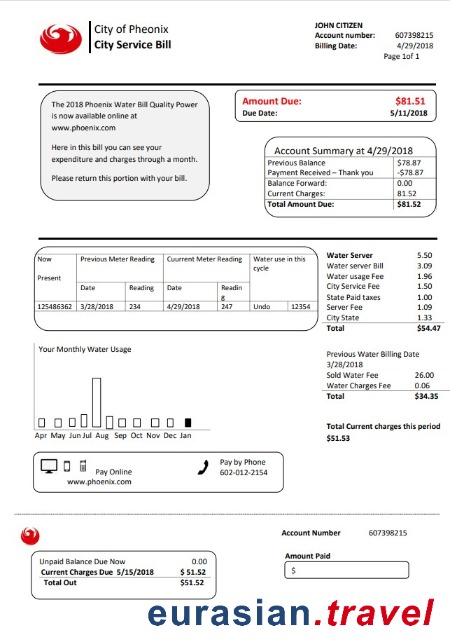 City of Pheonix
City Service Bill
JOHN CITIZEN
Account number: 607398215
Billing Date: 4/29/2018
Page 1of 1
The 2018 Phoenix Water Bill Quality Power
is now available online at
www.phoenix.com
Here in this bill you can see your
expenditure and charges through a month.
Please return this portion with your bill.
Amount Due: $81.51
Due Date: 5/11/2018
Account Summary at 4/29/2018
Previous Balance $78.87
Payment Received – Thank you -$78.87
Balance Forward: 0.00
Current Charges: 81.52
Total Amount Due: $81.52
Now Previous Meter Reading Cuurrent Meter Reading Water use in this
cycle
Present
Date Reading Date Readin
g
125486362 3/28/2018 234 4/29/2018 247 Undo 12354
Water Server 5.50
Water server Bill 3.09
Water usage Fee 1.96
City Service Fee 1.50
State Paid taxes 1.00
Server Fee 1.09
City State 1.33
Total $54.47
Previous Water Billing Date
3/28/2018
Sold Water Fee 26.00
Water Charges Fee 0.06
Total $34.35
Total Current charges this period
$51.53
Your Monthly Water Usage
Apr May Jun Jul Aug Sep Oct Nov Dec Jan
Pay Online
www.phoenix.com
Pay by Phone
602-012-2154
Account Number 607398215
Unpaid Balance Due Now 0.00
Current Charges Due 5/15/2018 $ 51.52
Total Out $51.52
Amount Paid
$
eurasian.travel